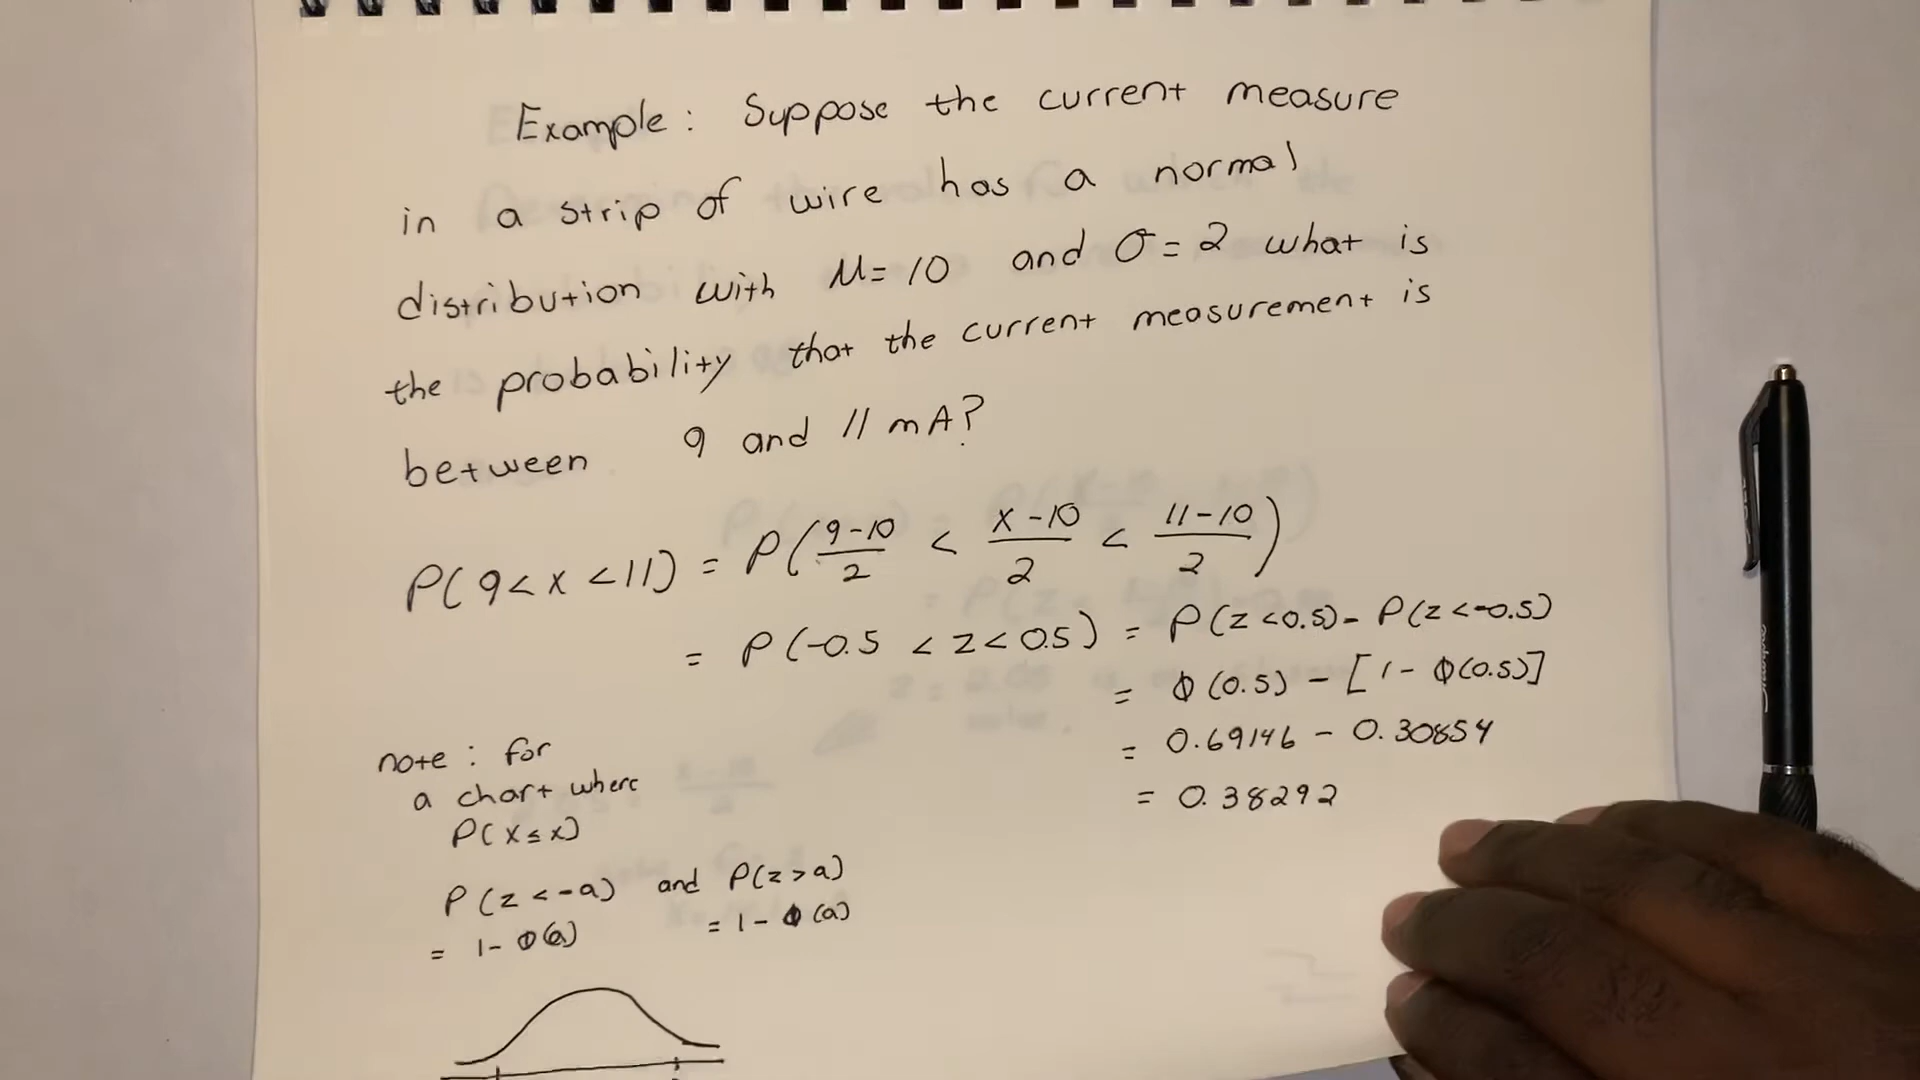 Example: Suppose the current measure
in a strip of wire has a normal
distribution with μ=10 and σ=2 what is
the probability that the current measurement is
between 9 and 11 mA?
P(9<x<11) = P(9-10/2 < x-10/2 < 11-10/2)
= P(-0.5 < z < 0.5) = P(z<0.5) - P(z<-0.5)
= Φ(0.5) - [1 - Φ(0.5)]
= 0.69146 - 0.30854
= 0.38292
note: for
a chart where
P(X≤x)
P(z<-a) and P(z>a)
= 1-Φ(a) = 1-Φ(a)